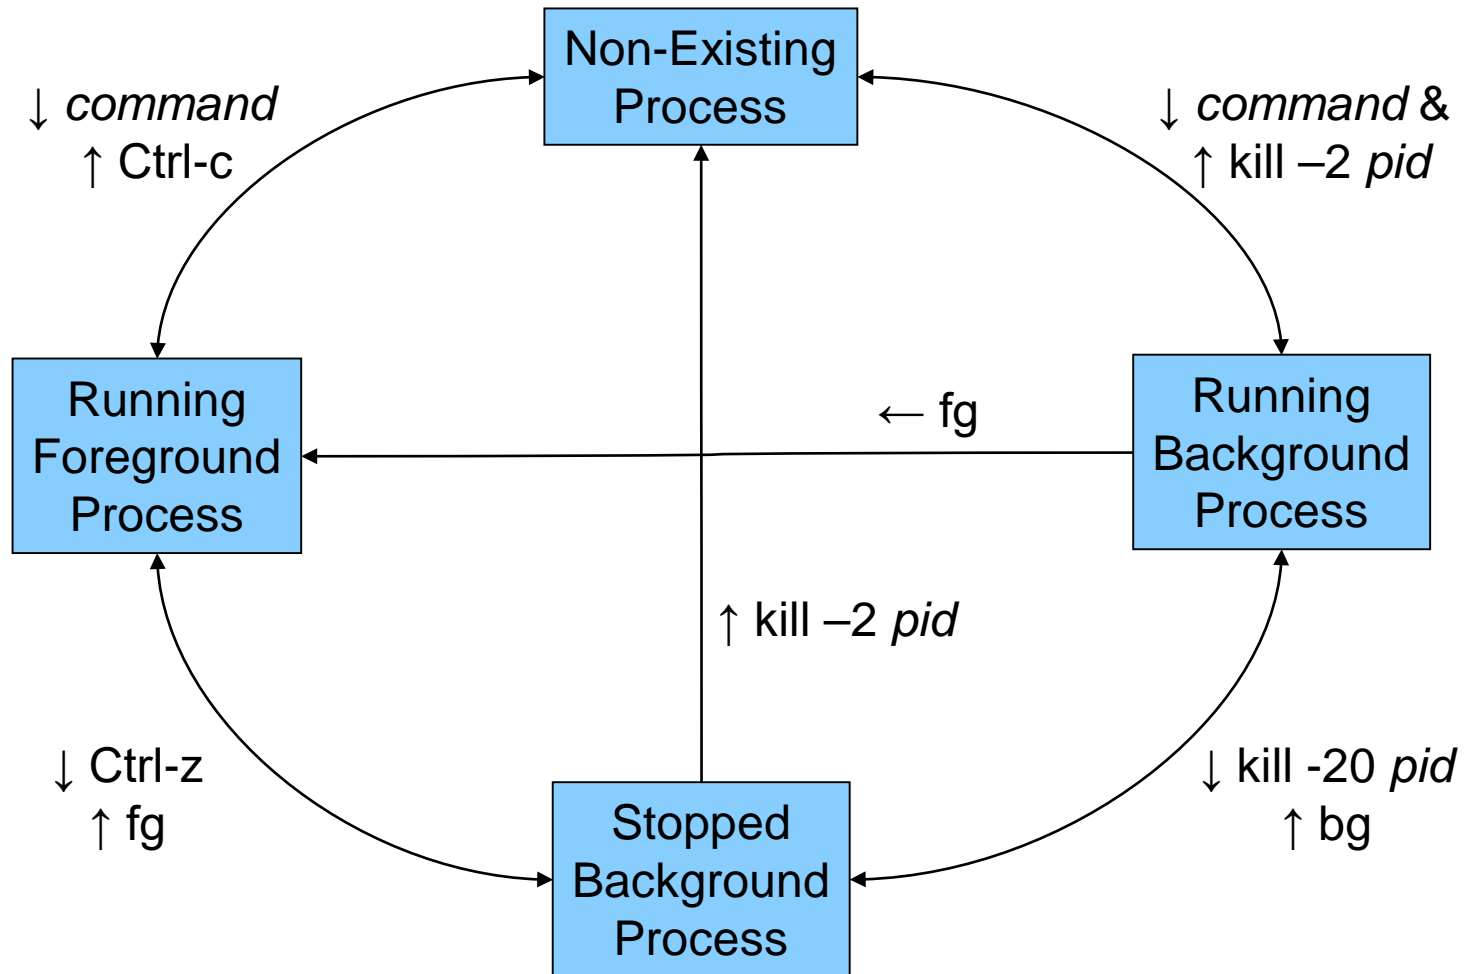 Non-Existing
Process
↓ command
↑ Ctrl-c
↓ command &
↑ kill –2 pid
Running
Foreground
Process
← fg
Running
Background
Process
↑ kill –2 pid
↓ Ctrl-z
↑ fg
↓ kill -20 pid
↑ bg
Stopped
Background
Process